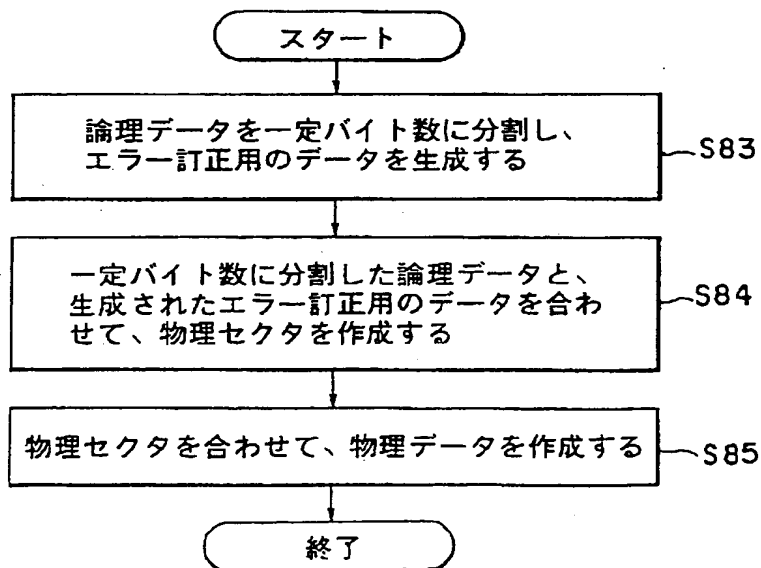 スタート
論理データを一定バイト数に分割し、
エラー訂正用のデータを生成する
S83
一定バイト数に分割した論理データと、
生成されたエラー訂正用のデータを合わ
せて、物理セクタを作成する
S84
物理セクタを合わせて、物理データを作成する
S85
終了